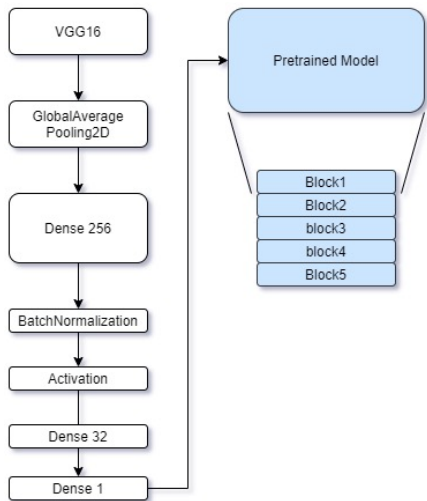 VGG16
GlobalAverage
Pooling2D
Dense 256
BatchNormalization
Activation
Dense 32
Dense 1
Pretrained Model
Block1
Block2
block3
block4
Block5